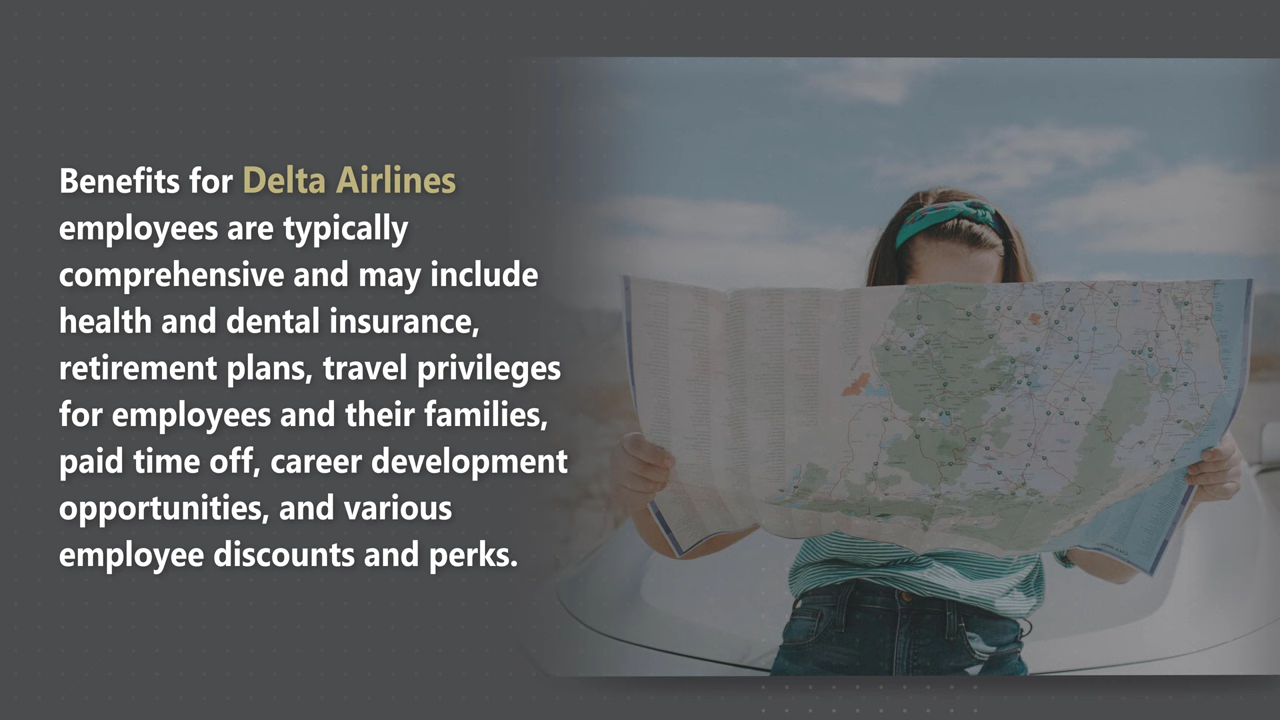 Benefits for Delta Airlines
employees are typically
comprehensive and may include
health and dental insurance,
retirement plans, travel privileges
for employees and their families,
paid time off, career development
opportunities, and various
employee discounts and perks.